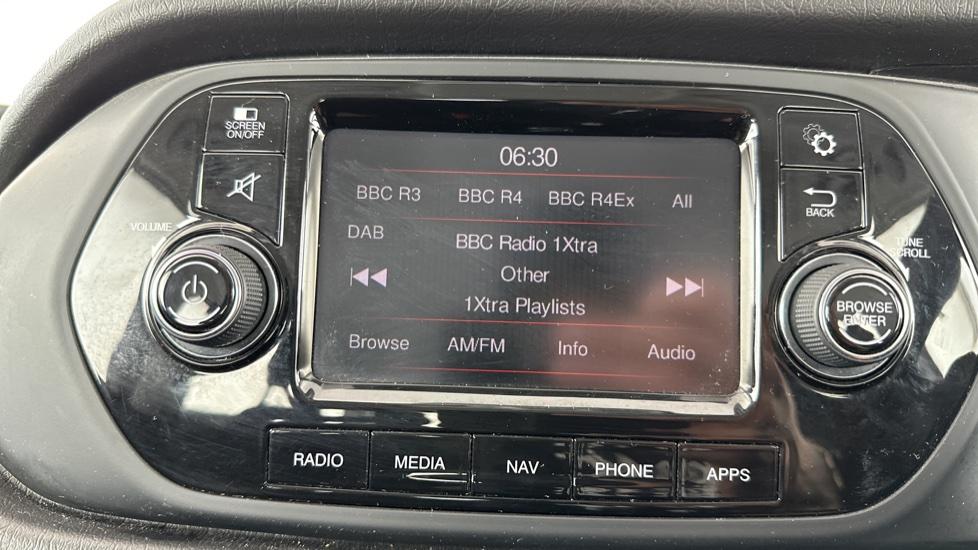 SCREEN
ON/OFF
VOLUME
06:30
BBC R3 BBC R4 BBC R4Ex All
DAB
BBC Radio 1Xtra
Other
1Xtra Playlists
Browse AM/FM Info Audio
BACK
TUNE
SCROLL
BROWSE
ENTER
RADIO MEDIA NAV PHONE APPS